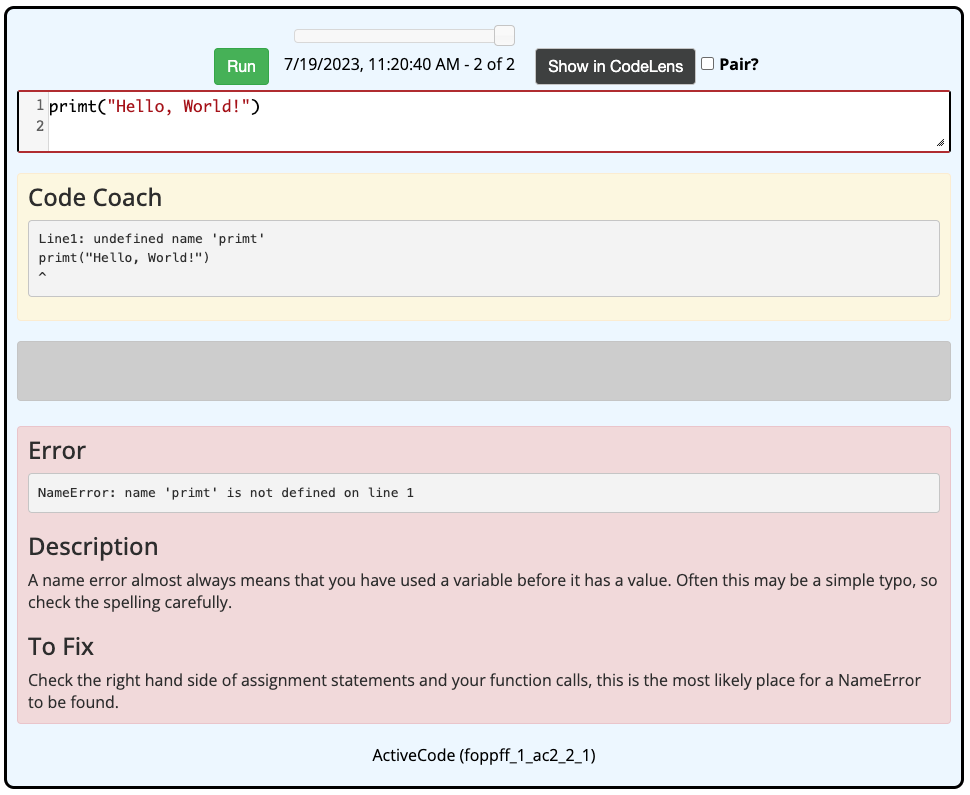 Run 7/19/2023, 11:20:40 AM - 2 of 2 Show in CodeLens Pair?
1 primt("Hello, World!")
2
Code Coach
Line1: undefined name 'primt'
primt("Hello, World!")
^
Error
NameError: name 'primt' is not defined on line 1
Description
A name error almost always means that you have used a variable before it has a value. Often this may be a simple typo, so
check the spelling carefully.
To Fix
Check the right hand side of assignment statements and your function calls, this is the most likely place for a NameError
to be found.
ActiveCode (foppff_1_ac2_2_1)